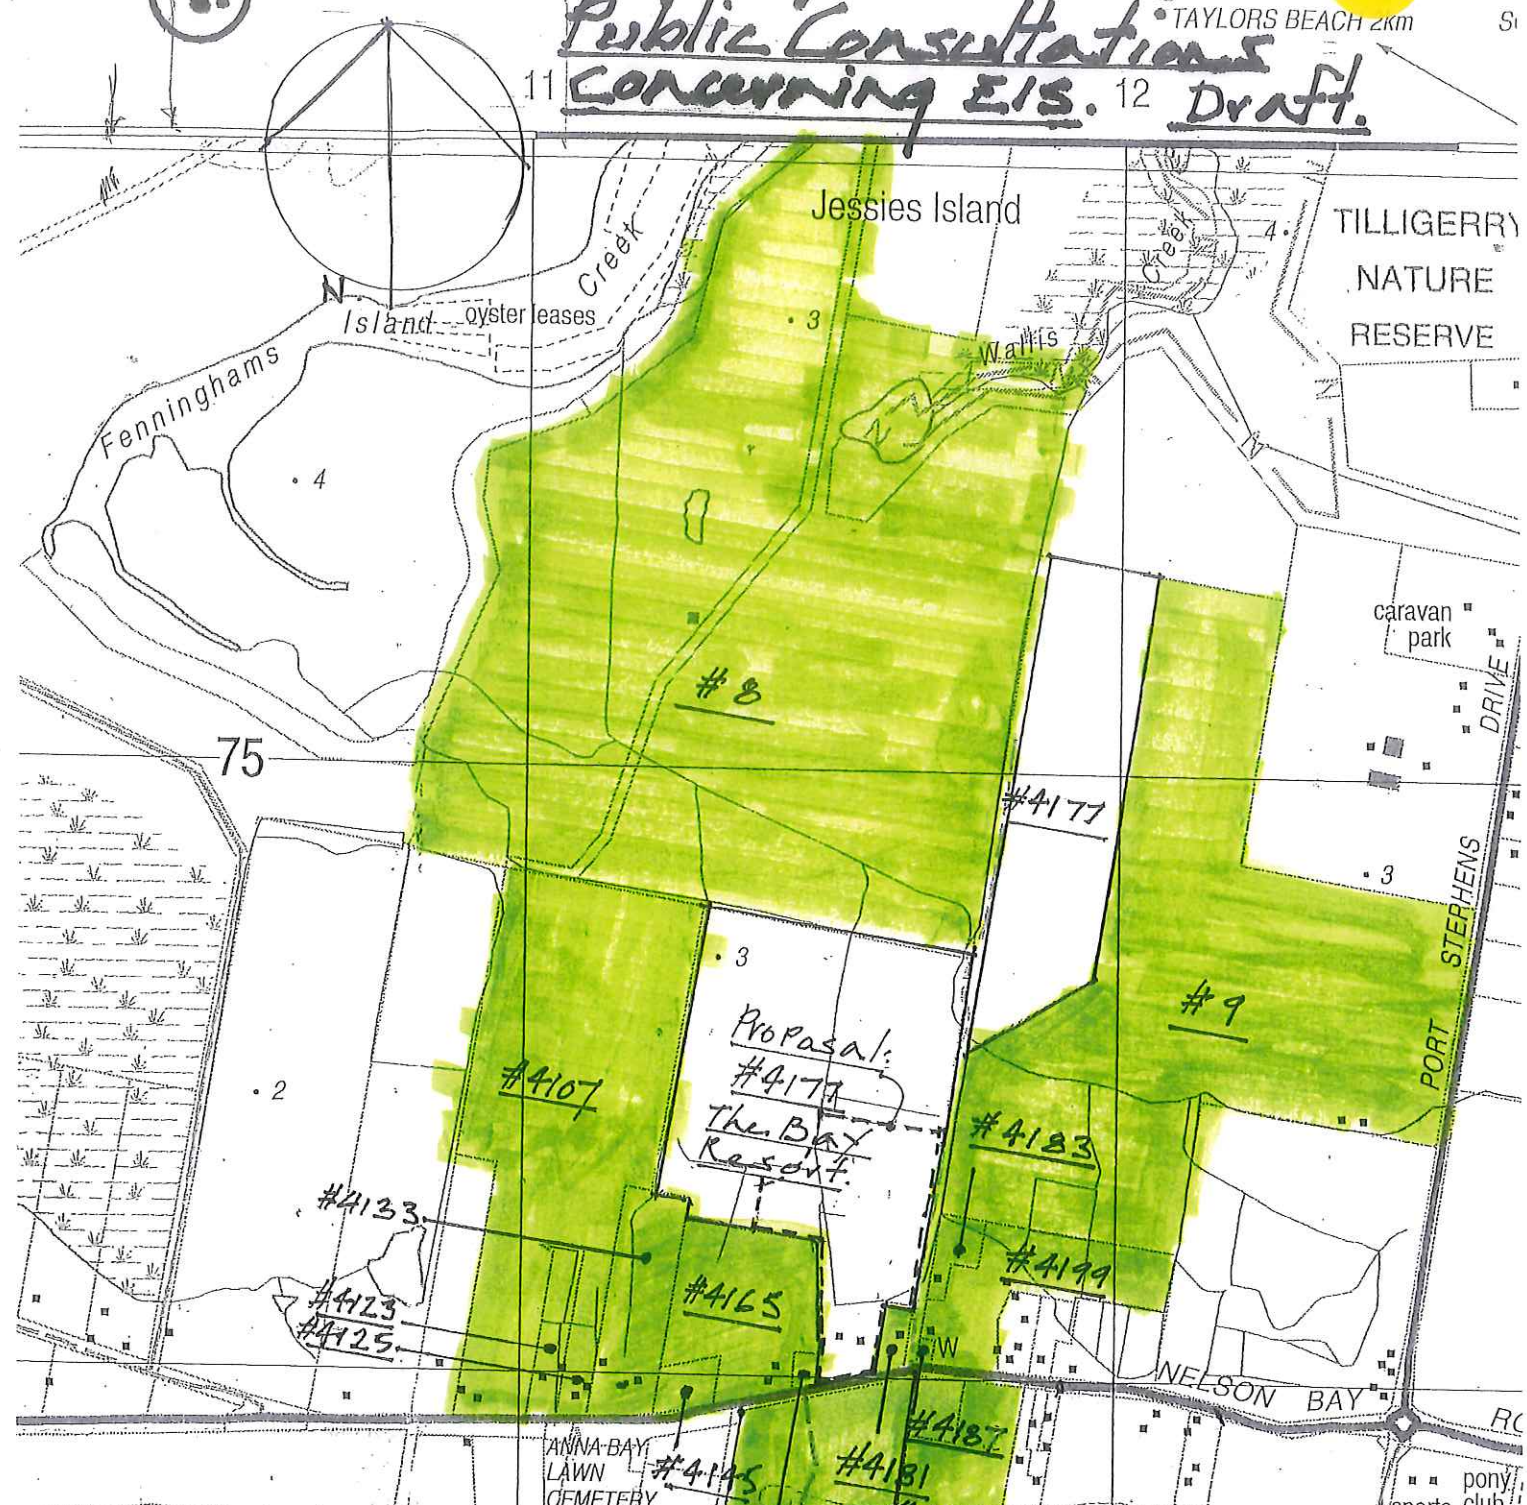 TAYLORS BEACH 2km
Public Consultations
11
Concerning EIS.
12
Draft.
Jessies Island
Creek
Creek
4
TILLIGERRY
NATURE
RESERVE
N.
Island
oyster leases
3
Wallis
Fenninghams
4
caravan
park
DRIVE
#8
75
#4177
3
STEPHENS
3
#9
PORT
Proposal:
#4177
The Bay
Resort.
#4107
2
#4183
#4133
#4199
#4165
#4123
#4125
W
NELSON BAY
#4187
ANNA BAY
LAWN
CEMETERY
#4145
#4181
pony
club